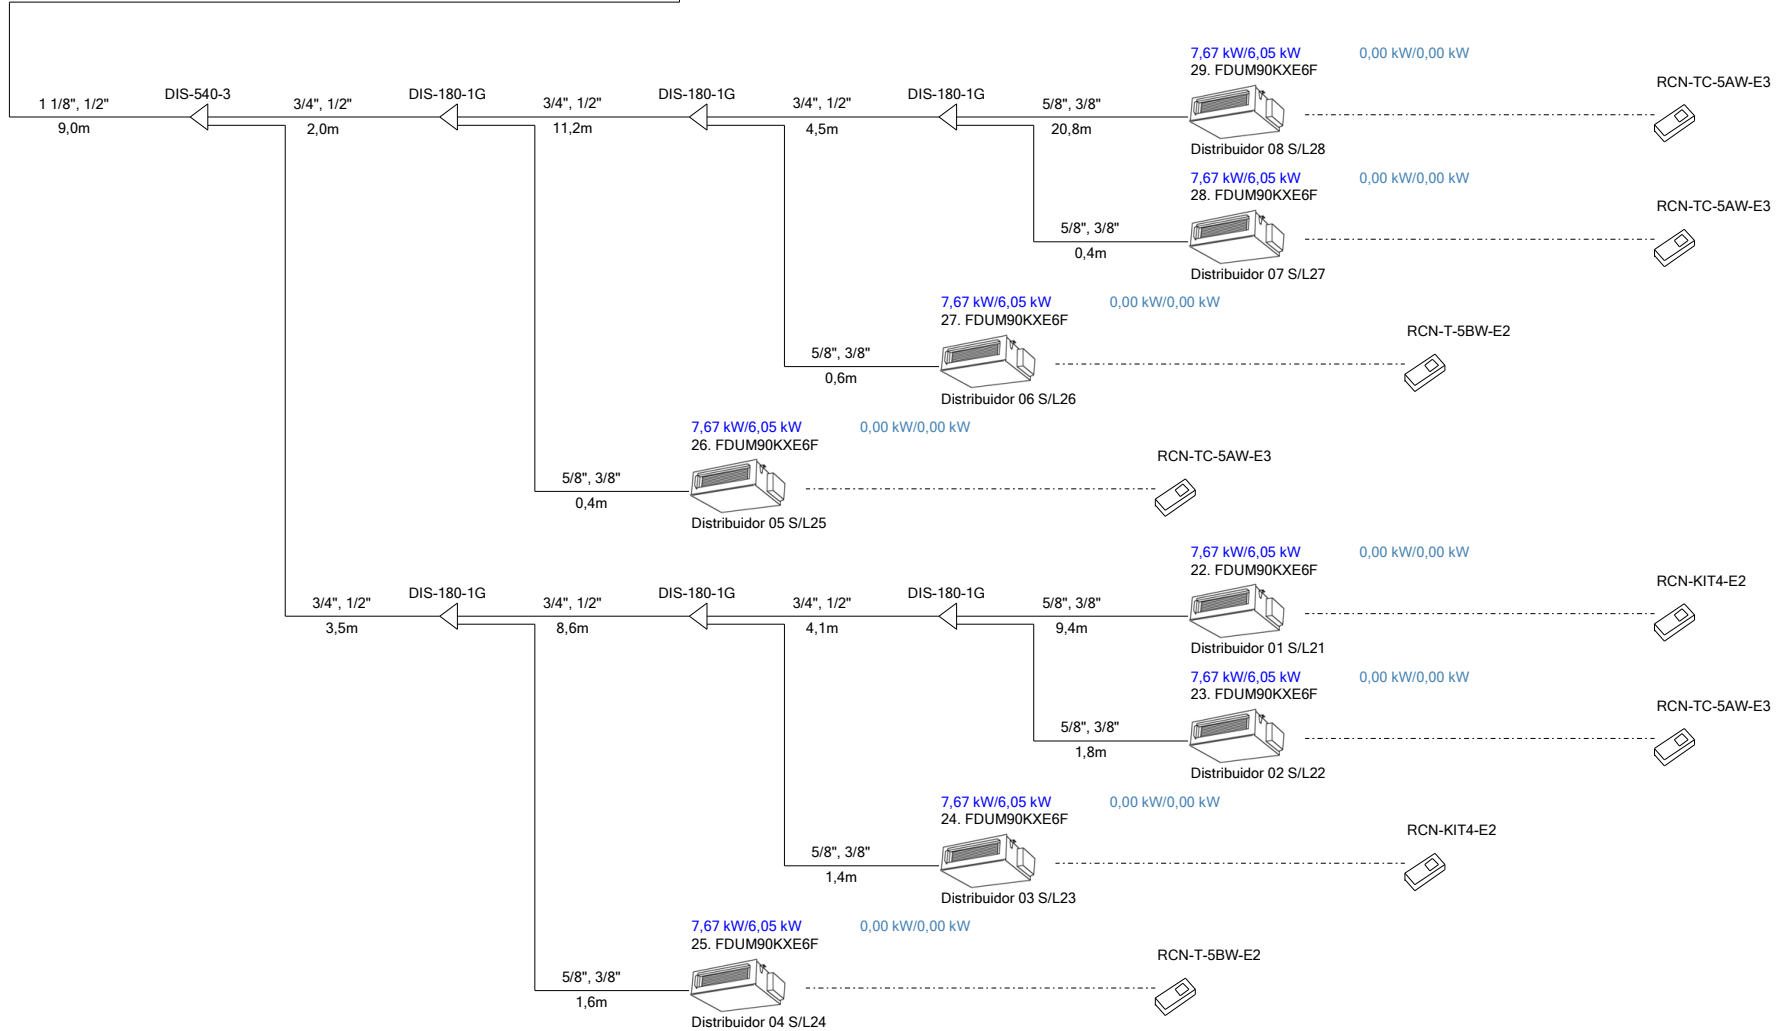 7,67 kW/6,05 kW 0,00 kW/0,00 kW
29. FDUM90KXE6F
RCN-TC-5AW-E3
1 1/8", 1/2" DIS-540-3 3/4", 1/2" DIS-180-1G 3/4", 1/2" DIS-180-1G 3/4", 1/2" DIS-180-1G 5/8", 3/8"
9,0m 2,0m 11,2m 4,5m 20,8m
Distribuidor 08 S/L28
7,67 kW/6,05 kW 0,00 kW/0,00 kW
28. FDUM90KXE6F
RCN-TC-5AW-E3
5/8", 3/8"
0,4m
Distribuidor 07 S/L27
7,67 kW/6,05 kW 0,00 kW/0,00 kW
27. FDUM90KXE6F
RCN-T-5BW-E2
5/8", 3/8"
0,6m
Distribuidor 06 S/L26
7,67 kW/6,05 kW 0,00 kW/0,00 kW
26. FDUM90KXE6F
RCN-TC-5AW-E3
5/8", 3/8"
0,4m
Distribuidor 05 S/L25
7,67 kW/6,05 kW 0,00 kW/0,00 kW
22. FDUM90KXE6F
RCN-KIT4-E2
3/4", 1/2" DIS-180-1G 3/4", 1/2" DIS-180-1G 3/4", 1/2" DIS-180-1G 5/8", 3/8"
3,5m 8,6m 4,1m 9,4m
Distribuidor 01 S/L21
7,67 kW/6,05 kW 0,00 kW/0,00 kW
23. FDUM90KXE6F
RCN-TC-5AW-E3
5/8", 3/8"
1,8m
Distribuidor 02 S/L22
7,67 kW/6,05 kW 0,00 kW/0,00 kW
24. FDUM90KXE6F
RCN-KIT4-E2
5/8", 3/8"
1,4m
Distribuidor 03 S/L23
7,67 kW/6,05 kW 0,00 kW/0,00 kW
25. FDUM90KXE6F
RCN-T-5BW-E2
5/8", 3/8"
1,6m
Distribuidor 04 S/L24